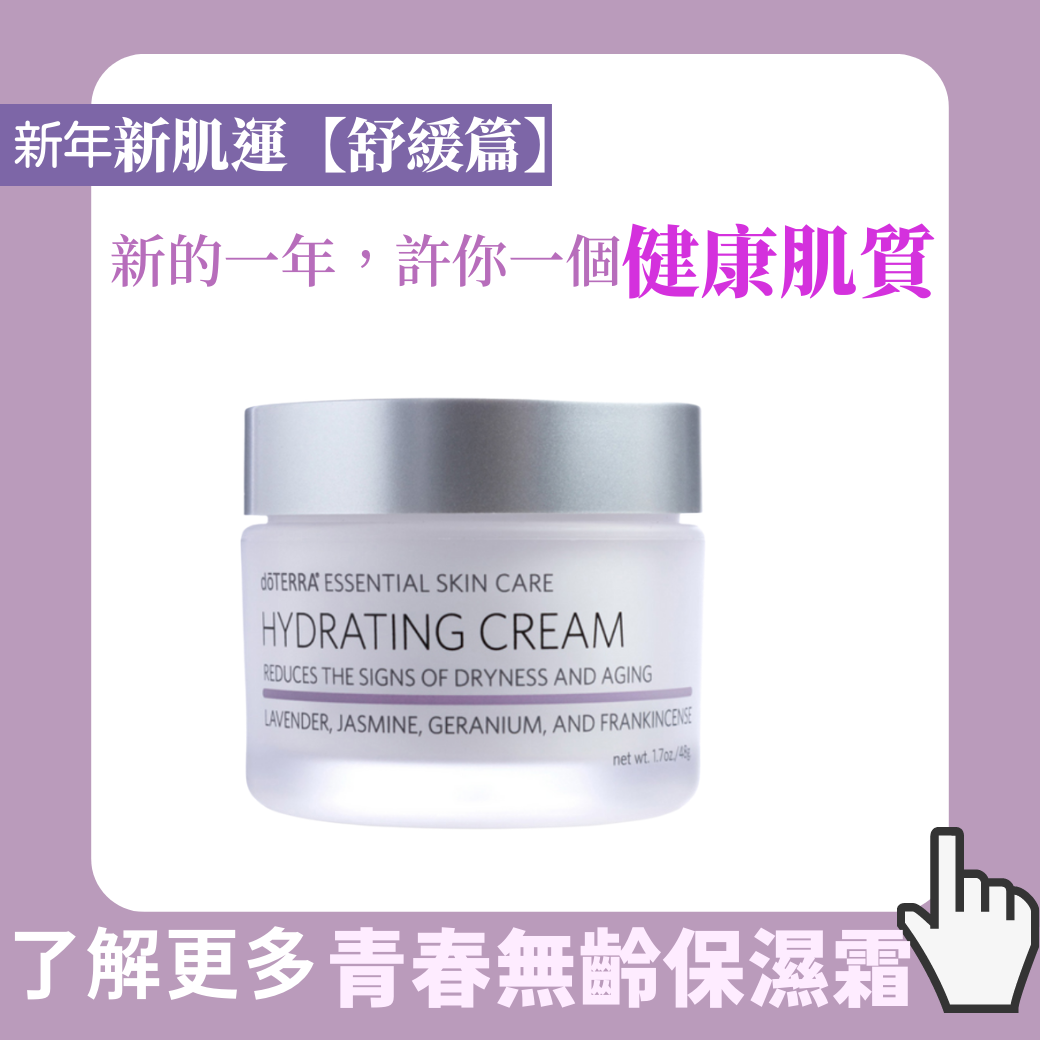 新年新肌運【舒緩篇】
新的一年，許你一個健康肌質
dōTERRA® ESSENTIAL SKIN CARE
HYDRATING CREAM
REDUCES THE SIGNS OF DRYNESS AND AGING
LAVENDER, JASMINE, GERANIUM, AND FRANKINCENSE
net wt. 1.7oz./48g
了解更多青春無齡保濕霜